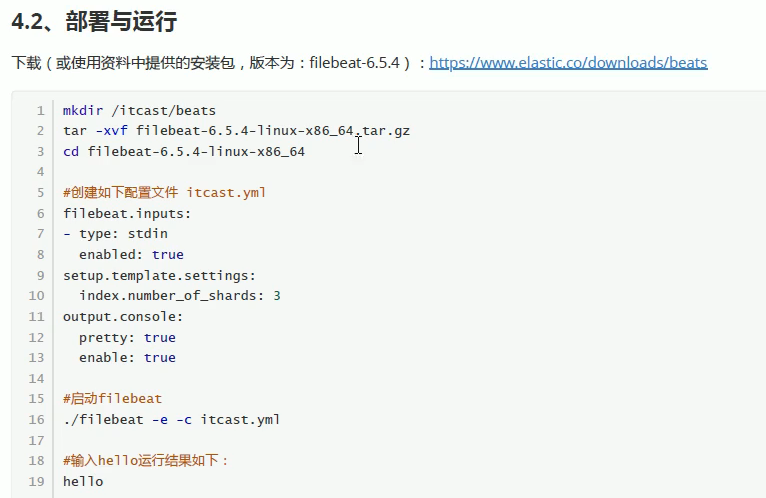 4.2、部署与运行
下载（或使用资料中提供的安装包，版本为：filebeat-6.5.4）：https://www.elastic.co/downloads/beats
1 mkdir /itcast/beats
2 tar -xvf filebeat-6.5.4-linux-x86_64.tar.gz
3 cd filebeat-6.5.4-linux-x86_64
4
5 #创建如下配置文件 itcast.yml
6 filebeat.inputs:
7 - type: stdin
8   enabled: true
9 setup.template.settings:
10   index.number_of_shards: 3
11 output.console:
12   pretty: true
13   enable: true
14
15 #启动filebeat
16 ./filebeat -e -c itcast.yml
17
18 #输入hello运行结果如下：
19 hello